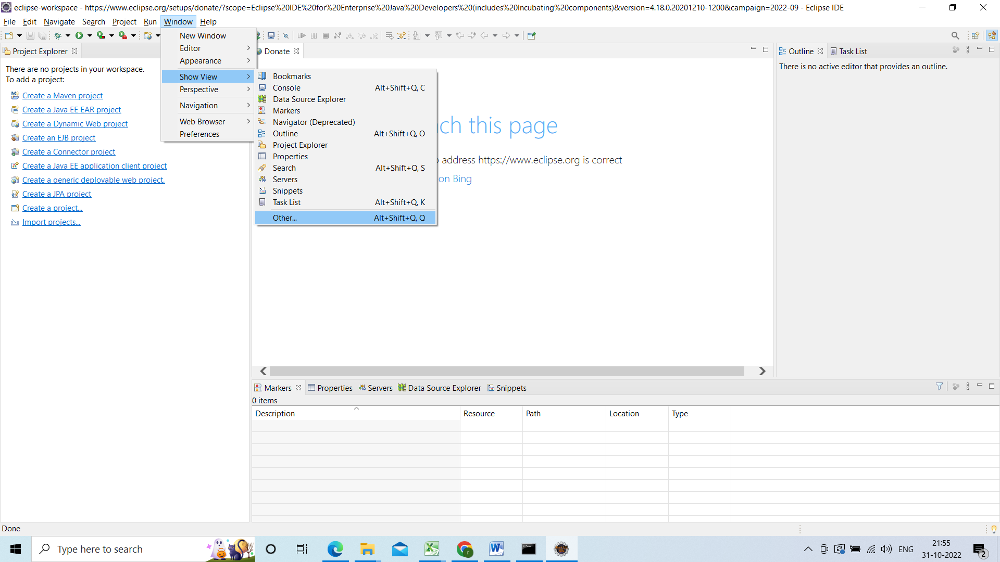 eclipse-workspace - https://www.eclipse.org/setups/donate/?scope=Eclipse%20IDE%20for%20Enterprise%20Java%20Developers%20(includes%20Incubating%20components)&version=4.18.0.20201210-1200&campaign=2022-09 - Eclipse IDE
File Edit Navigate Search Project Run Window Help
Project Explorer
There are no projects in your workspace.
To add a project:
Create a Maven project
Create a Java EE EAR project
Create a Dynamic Web project
Create an EJB project
Create a Connector project
Create a Java EE application client project
Create a generic deployable web project.
Create a JPA project
Create a project...
Import projects...
New Window
Editor
Appearance
Show View
Perspective
Navigation
Web Browser
Preferences
Bookmarks
Console Alt+Shift+Q, C
Data Source Explorer
Markers
Navigator (Deprecated)
Outline Alt+Shift+Q, O
Project Explorer
Properties
Search Alt+Shift+Q, S
Servers
Snippets
Task List Alt+Shift+Q, K
Other... Alt+Shift+Q, Q
Donate
ch this page
address https://www.eclipse.org is correct
on Bing
Outline Task List
There is no active editor that provides an outline.
Markers Properties Servers Data Source Explorer Snippets
0 items
Description Resource Path Location Type
Done
Type here to search
ENG
21:55
31-10-2022
2